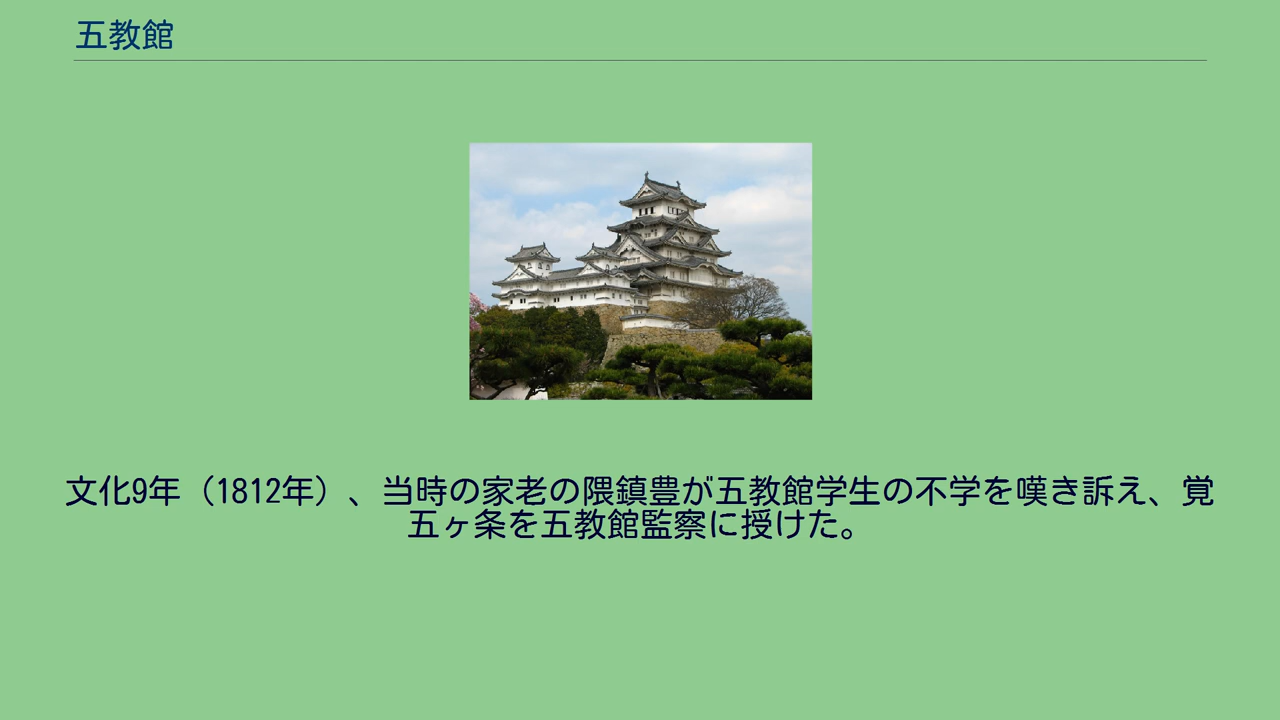 五教館
文化9年（1812年）、当時の家老の隈鎮豊が五教館学生の不学を嘆き訴え、覚
五ヶ条を五教館監察に授けた。